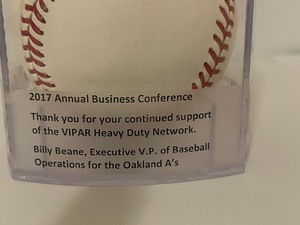 2017 Annual Business Conference
Thank you for your continued support
of the VIPAR Heavy Duty Network.
Billy Beane, Executive V.P. of Baseball
Operations for the Oakland A's